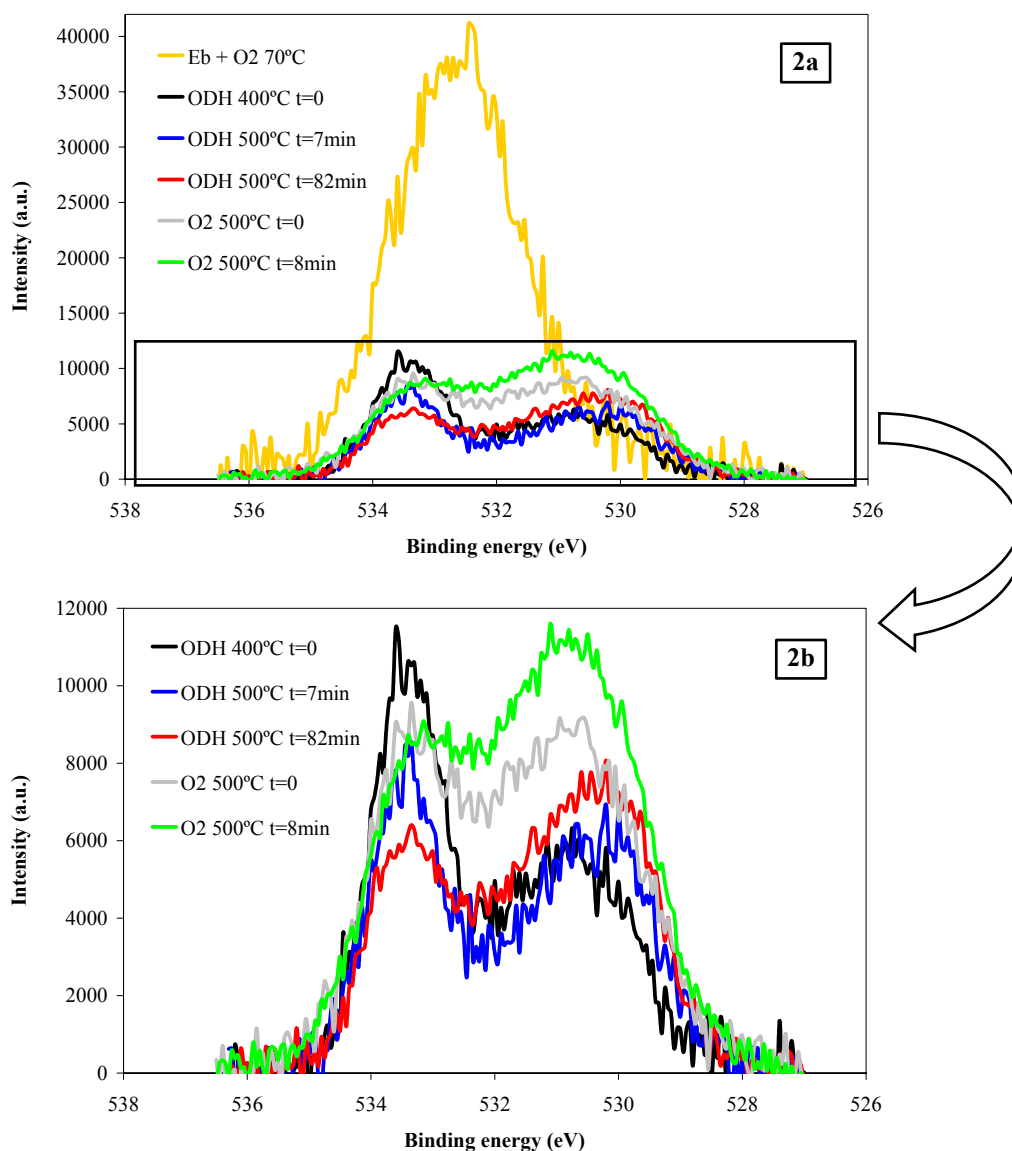 2a
Eb + O2 70ºC
ODH 400ºC t=0
ODH 500ºC t=7min
ODH 500ºC t=82min
O2 500ºC t=0
O2 500ºC t=8min
Intensity (a.u.)
40000
35000
30000
25000
20000
15000
10000
5000
0
538 536 534 532 530 528 526
Binding energy (eV)
2b
ODH 400ºC t=0
ODH 500ºC t=7min
ODH 500ºC t=82min
O2 500ºC t=0
O2 500ºC t=8min
Intensity (a.u.)
12000
10000
8000
6000
4000
2000
0
538 536 534 532 530 528 526
Binding energy (eV)